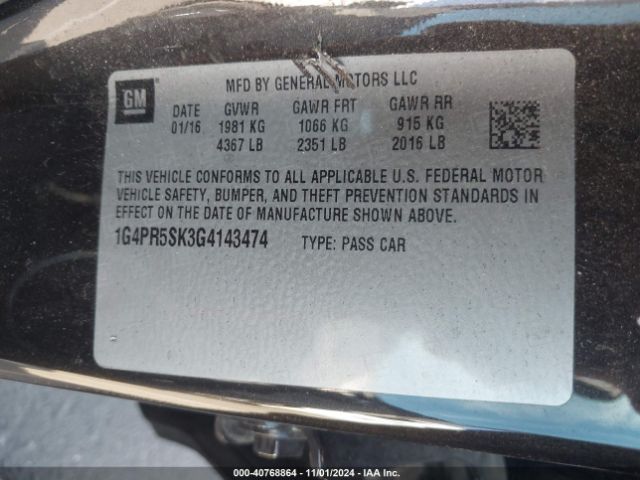 GM
MFD BY GENERAL MOTORS LLC
DATE GVWR GAWR FRT GAWR RR
01/16 1981 KG 1066 KG 915 KG
4367 LB 2351 LB 2016 LB
THIS VEHICLE CONFORMS TO ALL APPLICABLE U.S. FEDERAL MOTOR
VEHICLE SAFETY, BUMPER, AND THEFT PREVENTION STANDARDS IN
EFFECT ON THE DATE OF MANUFACTURE SHOWN ABOVE.
1G4PR5SK3G4143474 TYPE: PASS CAR
000-40768864 - 11/01/2024 - IAA Inc.